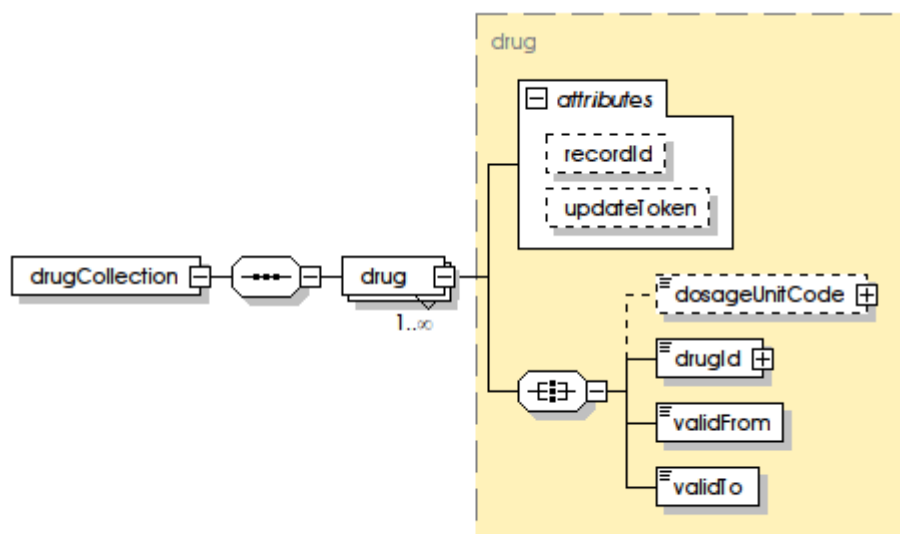 drug
attributes
recordId
updateToken
drugCollection
drug
1..∞
dosageUnitCode
drugId
validFrom
validTo